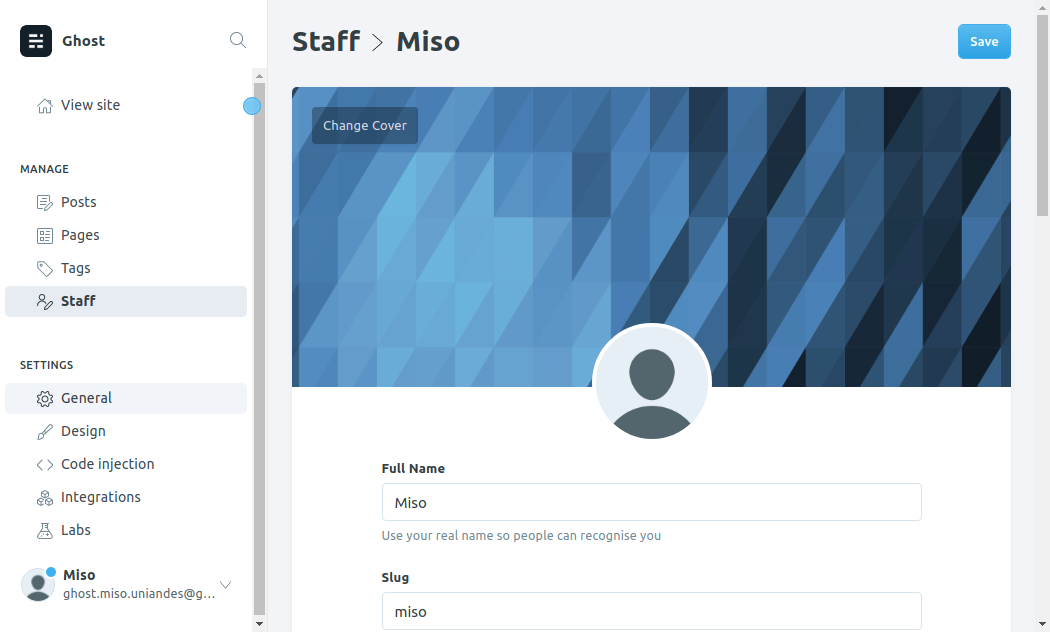 Ghost
View site
MANAGE
Posts
Pages
Tags
Staff
SETTINGS
General
Design
Code injection
Integrations
Labs
Miso
ghost.miso.uniandes@g...
Staff > Miso
Save
Change Cover
Full Name
Miso
Use your real name so people can recognise you
Slug
miso